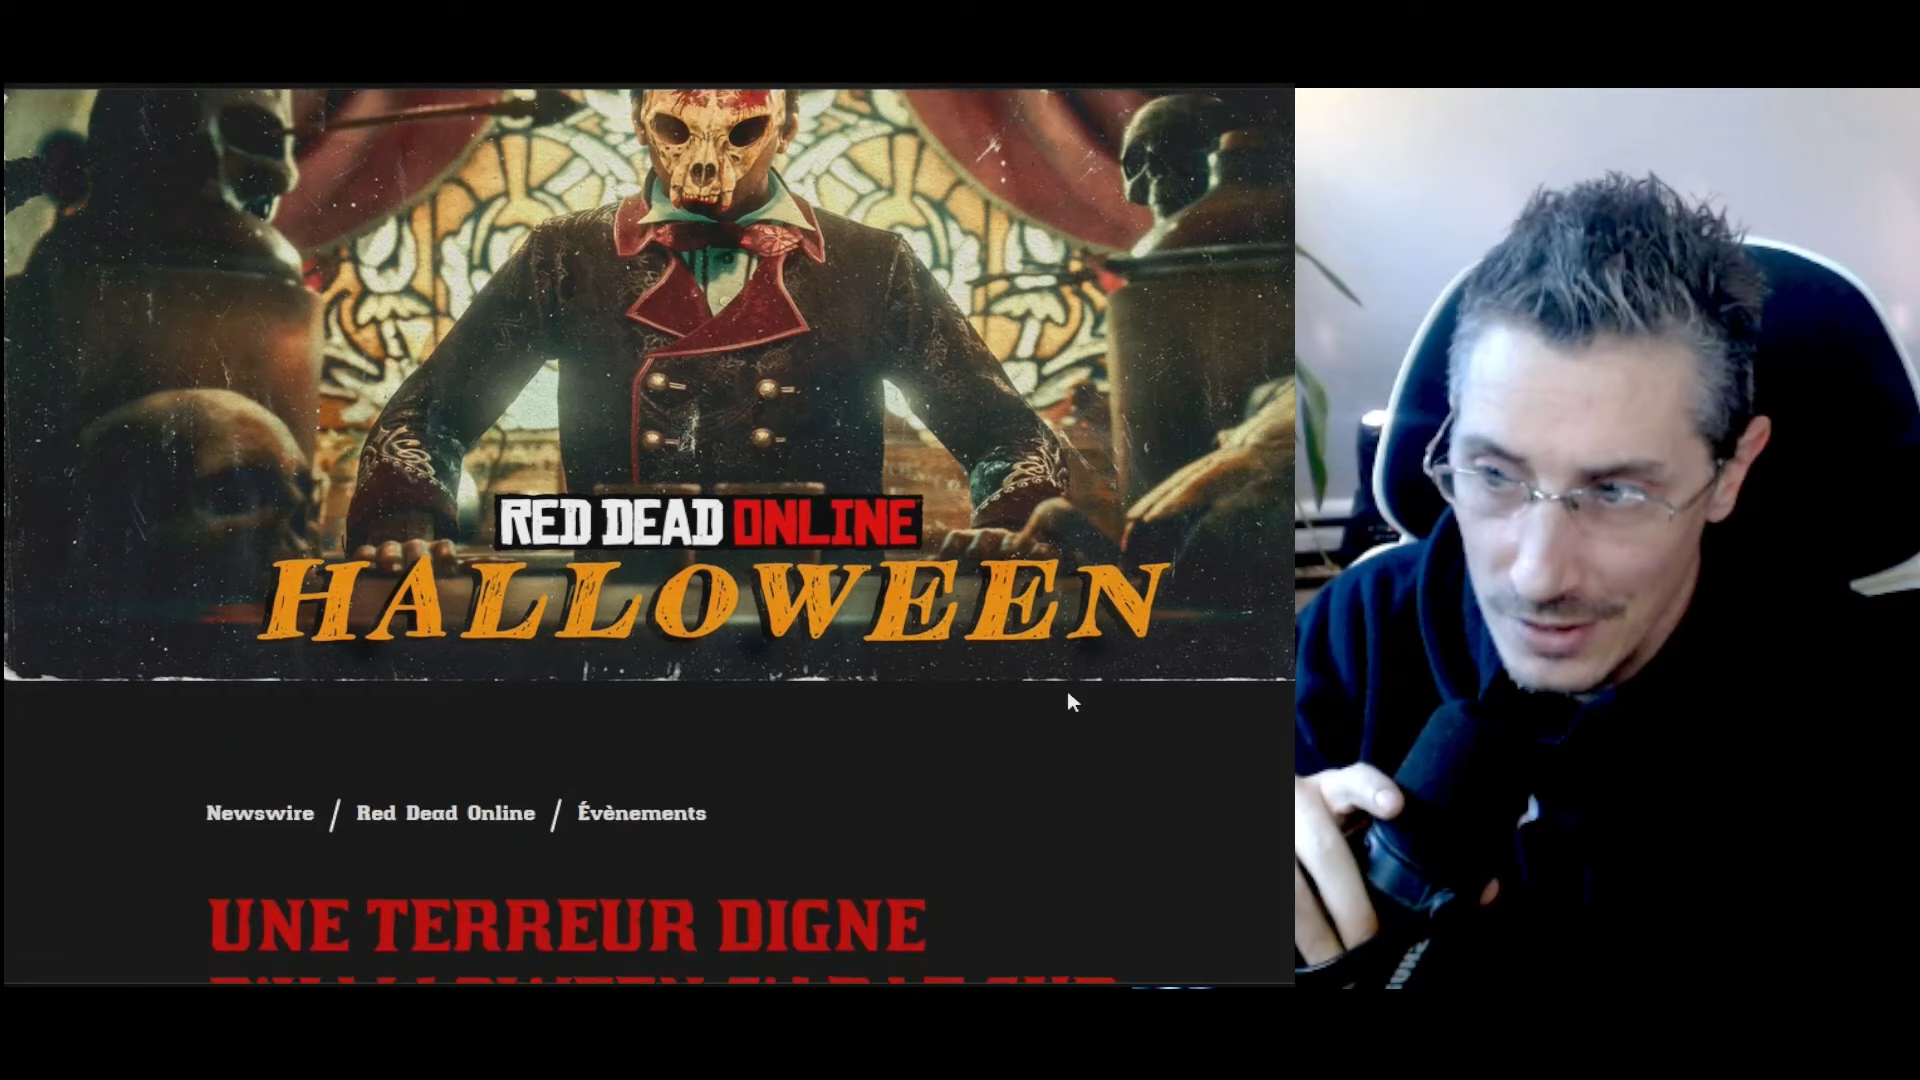 RED DEAD ONLINE
HALLOWEEN
Newswire / Red Dead Online / Évènements
UNE TERREUR DIGNE